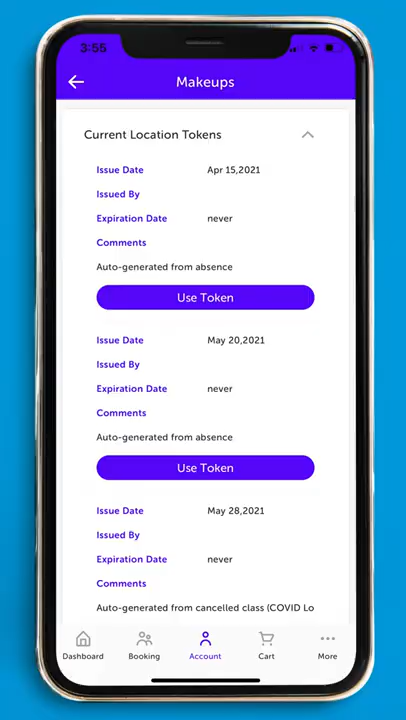 3:55
Makeups
Current Location Tokens
Issue Date Apr 15,2021
Issued By
Expiration Date never
Comments
Auto-generated from absence
Use Token
Issue Date May 20,2021
Issued By
Expiration Date never
Comments
Auto-generated from absence
Use Token
Issue Date May 28,2021
Issued By
Expiration Date never
Comments
Auto-generated from cancelled class (COVID Lo
Dashboard Booking Account Cart More